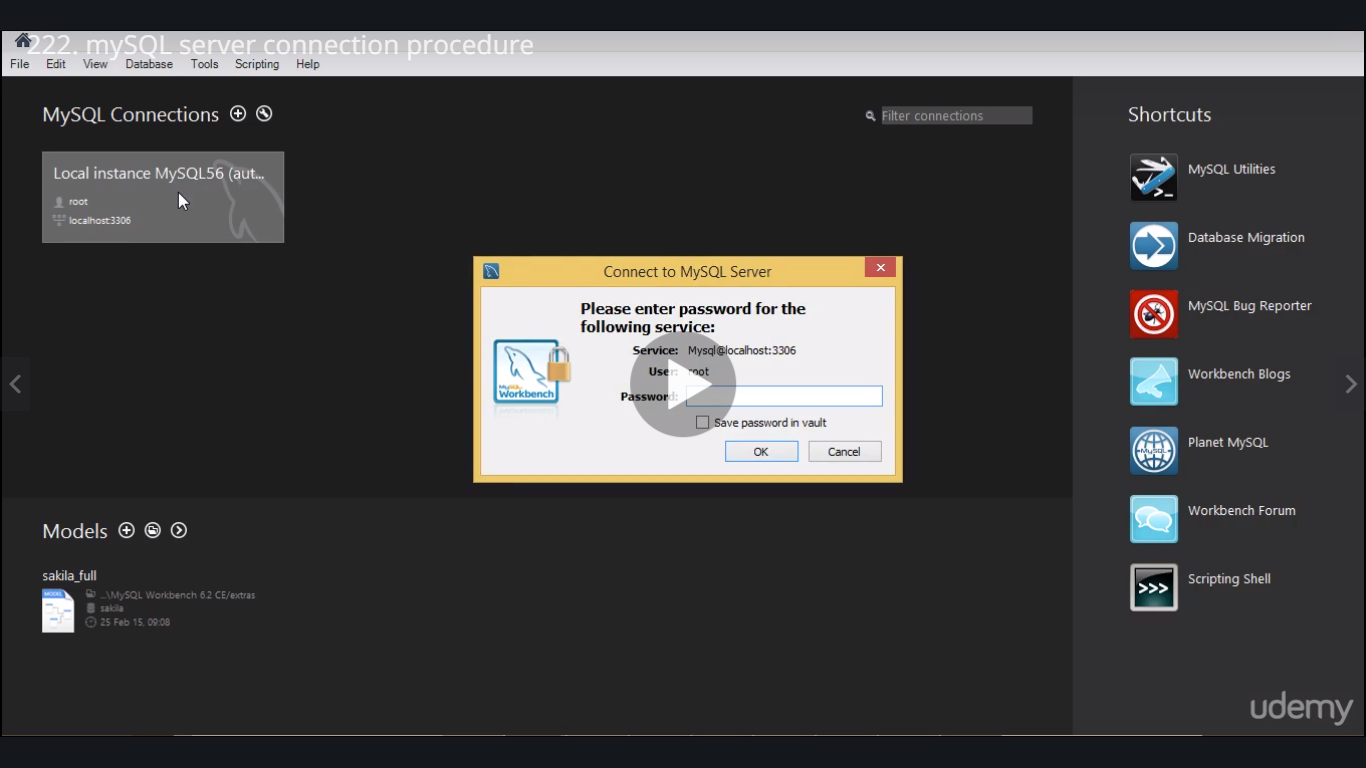 222. mySQL server connection procedure
File Edit View Database Tools Scripting Help
MySQL Connections
Filter connections
Local instance MySQL56 (aut...
root
localhost:3306
Connect to MySQL Server
Please enter password for the
following service:
Service: Mysql@localhost:3306
User: root
Password:
Save password in vault
OK Cancel
MySQL
Workbench
Models
sakila_full
MODEL
...\MySQL Workbench 6.2 CE/extras
sakila
25 Feb 15, 09:08
Shortcuts
MySQL Utilities
Database Migration
MySQL Bug Reporter
Workbench Blogs
Planet MySQL
MySQL
Workbench Forum
Scripting Shell
>>>
udemy